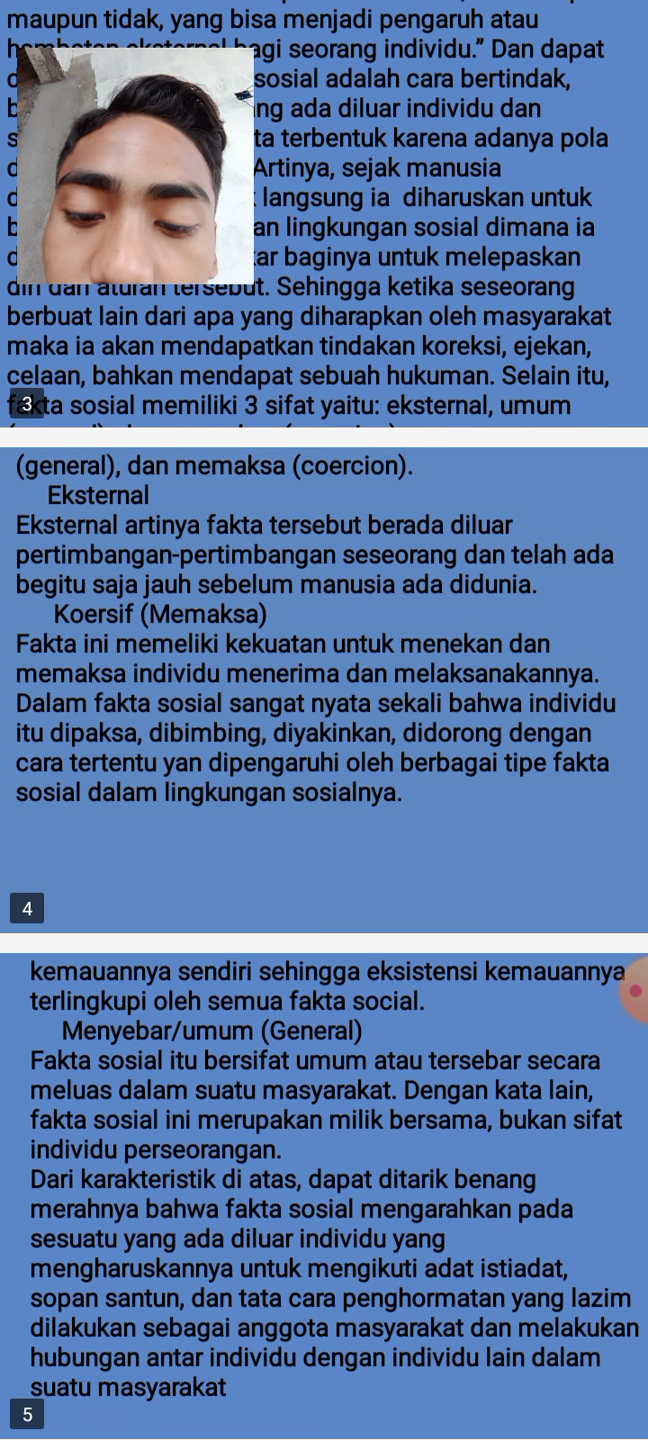 maupun tidak, yang bisa menjadi pengaruh atau
bagi seorang individu.” Dan dapat
sosial adalah cara bertindak,
ada diluar individu dan
terbentuk karena adanya pola
Artinya, sejak manusia
langsung ia diharuskan untuk
lingkungan sosial dimana ia
baginya untuk melepaskan
diri dari aturan tersebut. Sehingga ketika seseorang
berbuat lain dari apa yang diharapkan oleh masyarakat
maka ia akan mendapatkan tindakan koreksi, ejekan,
celaan, bahkan mendapat sebuah hukuman. Selain itu,
fakta sosial memiliki 3 sifat yaitu: eksternal, umum
3
(general), dan memaksa (coercion).
Eksternal
Eksternal artinya fakta tersebut berada diluar
pertimbangan-pertimbangan seseorang dan telah ada
begitu saja jauh sebelum manusia ada didunia.
Koersif (Memaksa)
Fakta ini memeliki kekuatan untuk menekan dan
memaksa individu menerima dan melaksanakannya.
Dalam fakta sosial sangat nyata sekali bahwa individu
itu dipaksa, dibimbing, diyakinkan, didorong dengan
cara tertentu yan dipengaruhi oleh berbagai tipe fakta
sosial dalam lingkungan sosialnya.
4
kemauannya sendiri sehingga eksistensi kemauannya
terlingkupi oleh semua fakta social.
Menyebar/umum (General)
Fakta sosial itu bersifat umum atau tersebar secara
meluas dalam suatu masyarakat. Dengan kata lain,
fakta sosial ini merupakan milik bersama, bukan sifat
individu perseorangan.
Dari karakteristik di atas, dapat ditarik benang
merahnya bahwa fakta sosial mengarahkan pada
sesuatu yang ada diluar individu yang
mengharuskannya untuk mengikuti adat istiadat,
sopan santun, dan tata cara penghormatan yang lazim
dilakukan sebagai anggota masyarakat dan melakukan
hubungan antar individu dengan individu lain dalam
suatu masyarakat
5